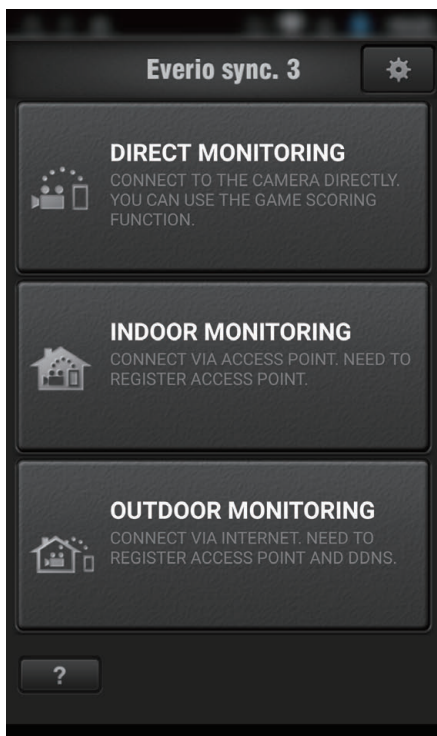 Everio sync. 3
DIRECT MONITORING
CONNECT TO THE CAMERA DIRECTLY.
YOU CAN USE THE GAME SCORING
FUNCTION.
INDOOR MONITORING
CONNECT VIA ACCESS POINT. NEED TO
REGISTER ACCESS POINT.
OUTDOOR MONITORING
CONNECT VIA INTERNET. NEED TO
REGISTER ACCESS POINT AND DDNS.
?